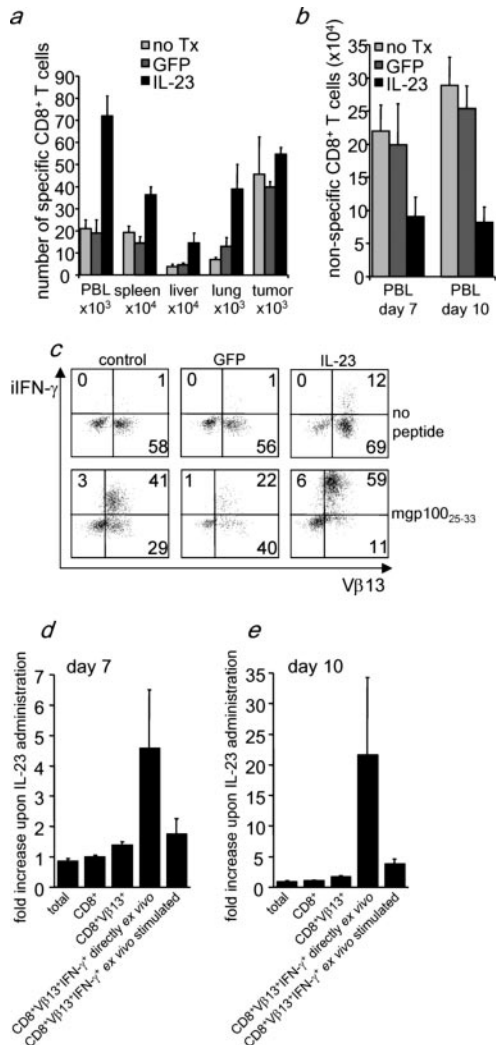 a
no Tx
GFP
IL-23
number of specific CD8+ T cells
90
80
70
60
50
40
30
20
10
0
PBL spleen liver lung tumor
x10³ x10⁴ x10⁴ x10³ x10³
b
no Tx
GFP
IL-23
non-specific CD8+ T cells (x10⁴)
35
30
25
20
15
10
5
0
PBL PBL
day 7 day 10
c
control GFP IL-23
iIFN-γ
0 1 0 1 0 12
58 56 69
no
peptide
3 41 1 22 6 59
29 40 11
mgp100₂₅₋₃₃
Vβ13
d
day 7
fold increase upon IL-23 administration
7
6
5
4
3
2
1
0
total
CD8+
CD8+Vβ13+
CD8+Vβ13+IFN-γ+ directly ex vivo
CD8+Vβ13+IFN-γ+ ex vivo stimulated
e
day 10
fold increase upon IL-23 administration
35
30
25
20
15
10
5
0
total
CD8+
CD8+Vβ13+
CD8+Vβ13+IFN-γ+ directly ex vivo
CD8+Vβ13+IFN-γ+ ex vivo stimulated